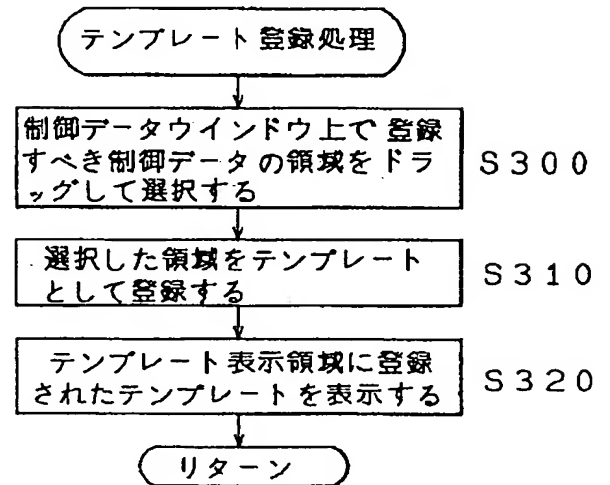 テンプレート登録処理
制御データウインドウ上で登録
すべき制御データの領域をドラ
ッグして選択する
S300
選択した領域をテンプレート
として登録する
S310
テンプレート表示領域に登録
されたテンプレートを表示する
S320
リターン